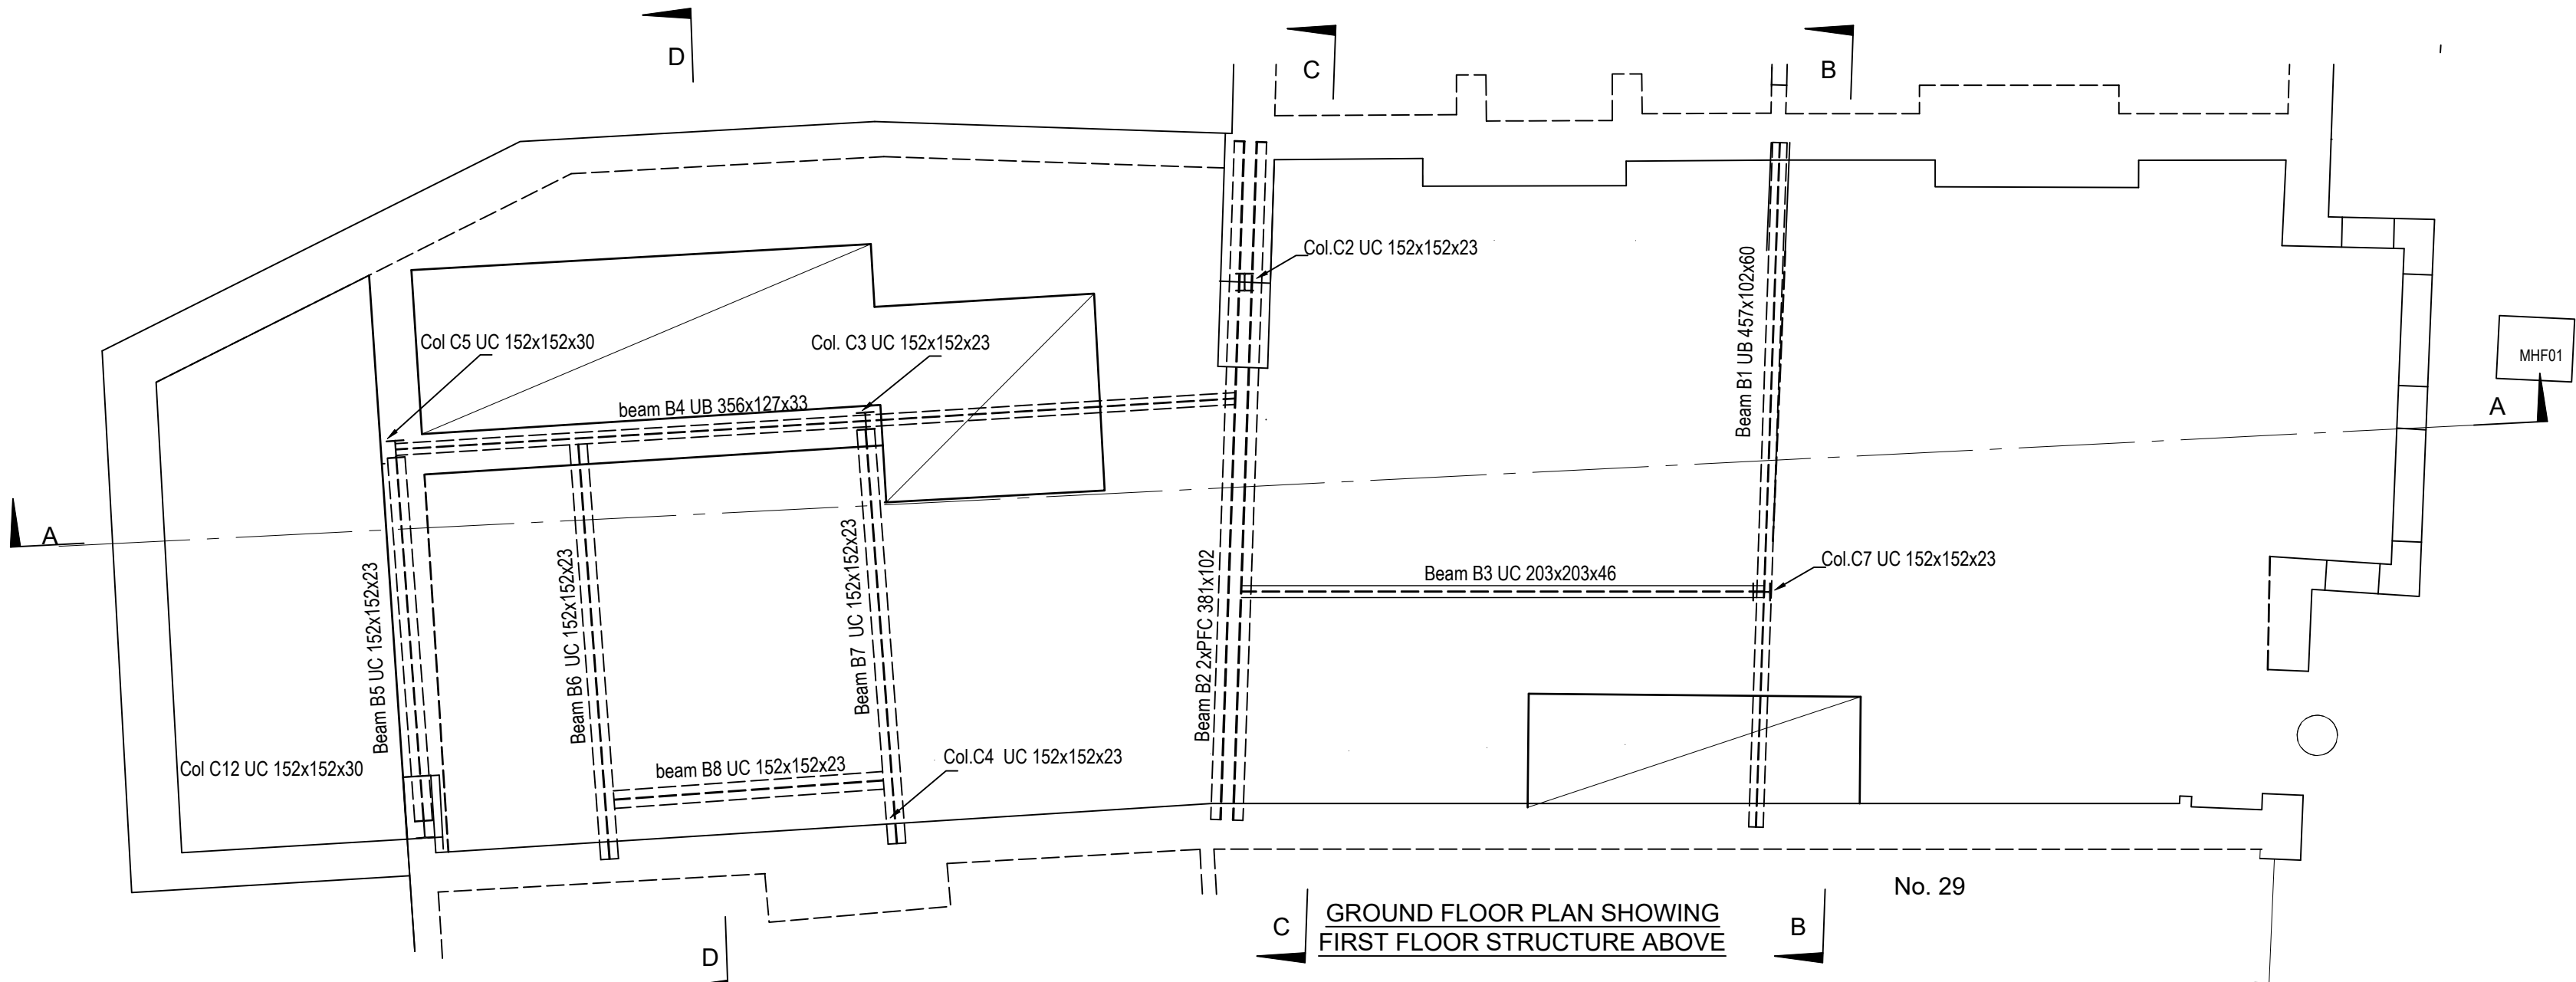 D
C
B
Col.C2 UC 152x152x23
Beam B1 UB 457x102x60
Col C5 UC 152x152x30
Col. C3 UC 152x152x23
MHF01
beam B4 UB 356x127x33
A
A
Beam B5 UC 152x152x23
Beam B6 UC 152x152x23
Beam B7 UC 152x152x23
Beam B2 2xPFC 381x102
Beam B3 UC 203x203x46
Col.C7 UC 152x152x23
Col C12 UC 152x152x30
beam B8 UC 152x152x23
Col.C4 UC 152x152x23
No. 29
GROUND FLOOR PLAN SHOWING
FIRST FLOOR STRUCTURE ABOVE
C
B
D